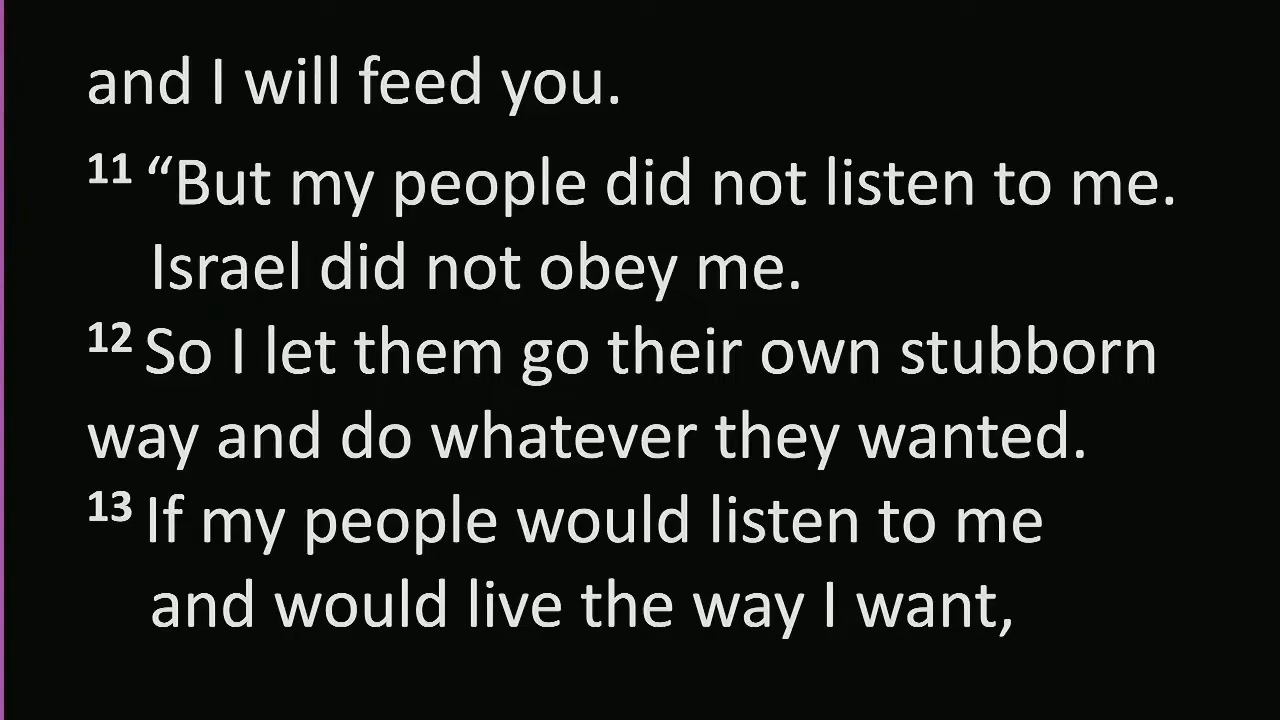 and I will feed you.
11 “But my people did not listen to me.
Israel did not obey me.
12 So I let them go their own stubborn
way and do whatever they wanted.
13 If my people would listen to me
and would live the way I want,